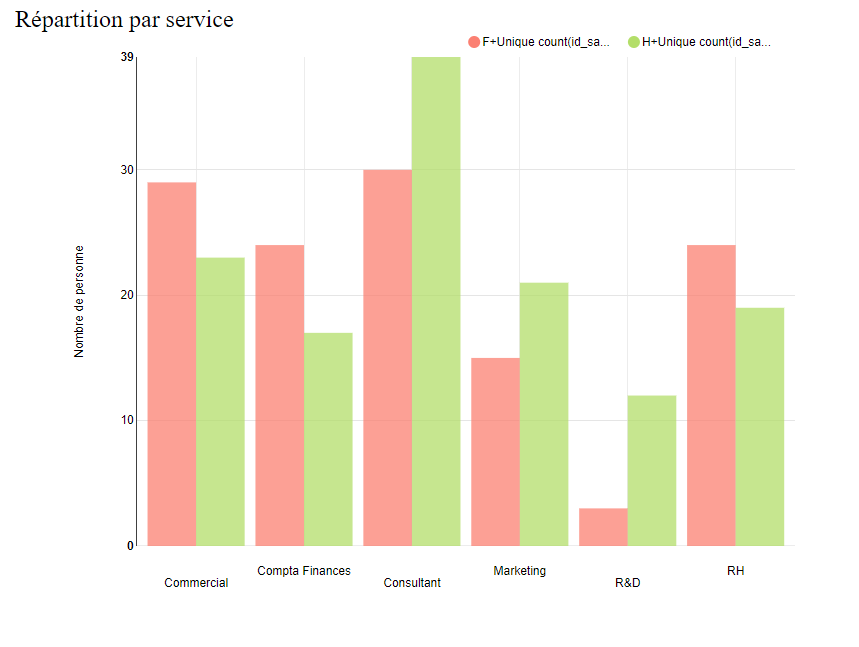 Répartition par service
F+Unique count(id_sa...
H+Unique count(id_sa...
39
30
20
10
0
Nombre de personne
Commercial
Compta Finances
Consultant
Marketing
R&D
RH